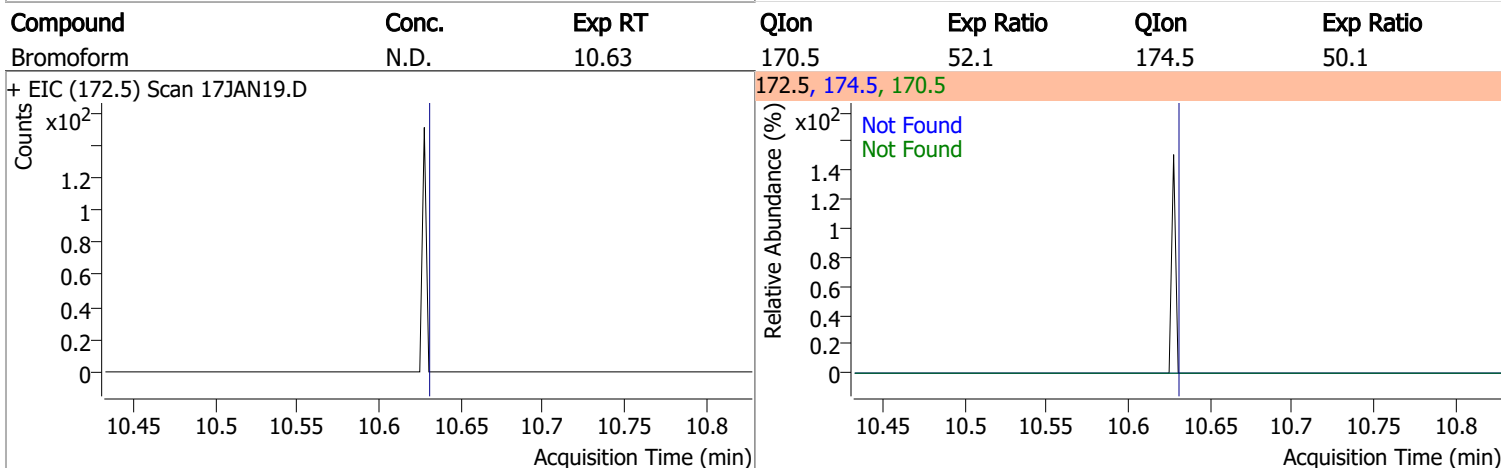 Compound Conc. Exp RT QIon Exp Ratio QIon Exp Ratio
Bromoform N.D. 10.63 170.5 52.1 174.5 50.1
+ EIC (172.5) Scan 17JAN19.D
Counts
x10²
1.2
1
0.8
0.6
0.4
0.2
0
10.45 10.5 10.55 10.6 10.65 10.7 10.75 10.8
Acquisition Time (min)
172.5, 174.5, 170.5
Relative Abundance (%)
x10²
Not Found
Not Found
1.4
1.2
1
0.8
0.6
0.4
0.2
0
10.45 10.5 10.55 10.6 10.65 10.7 10.75 10.8
Acquisition Time (min)